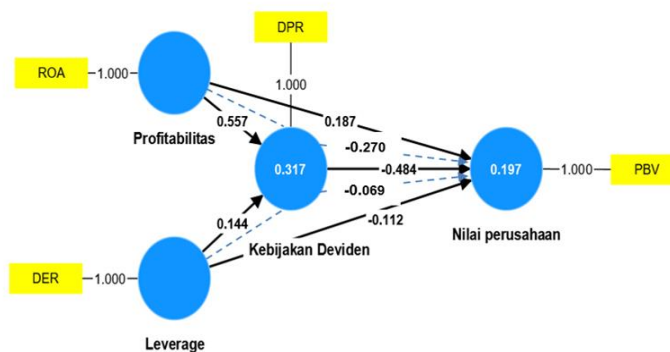 DPR
ROA
1.000
1.000
Profitabilitas
0.557
0.187
-0.270
0.317
-0.484
0.197
1.000
PBV
-0.069
0.144
-0.112
Kebijakan Deviden
Nilai perusahaan
DER
1.000
Leverage